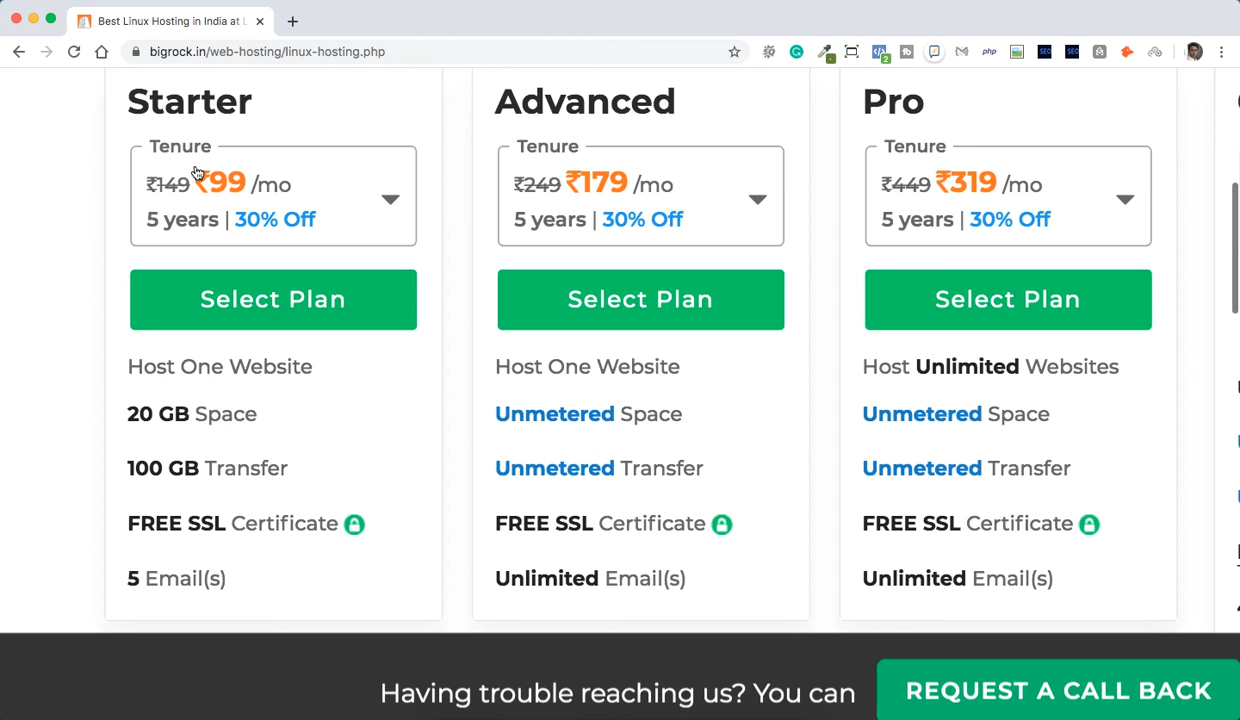 Best Linux Hosting in India at L
bigrock.in/web-hosting/linux-hosting.php
2
php
SEO
SEO
Starter
Tenure
₹149 ₹99 /mo
5 years | 30% Off
Select Plan
Host One Website
20 GB Space
100 GB Transfer
FREE SSL Certificate
5 Email(s)
Advanced
Tenure
₹249 ₹179 /mo
5 years | 30% Off
Select Plan
Host One Website
Unmetered Space
Unmetered Transfer
FREE SSL Certificate
Unlimited Email(s)
Pro
Tenure
₹449 ₹319 /mo
5 years | 30% Off
Select Plan
Host Unlimited Websites
Unmetered Space
Unmetered Transfer
FREE SSL Certificate
Unlimited Email(s)
Having trouble reaching us? You can
REQUEST A CALL BACK